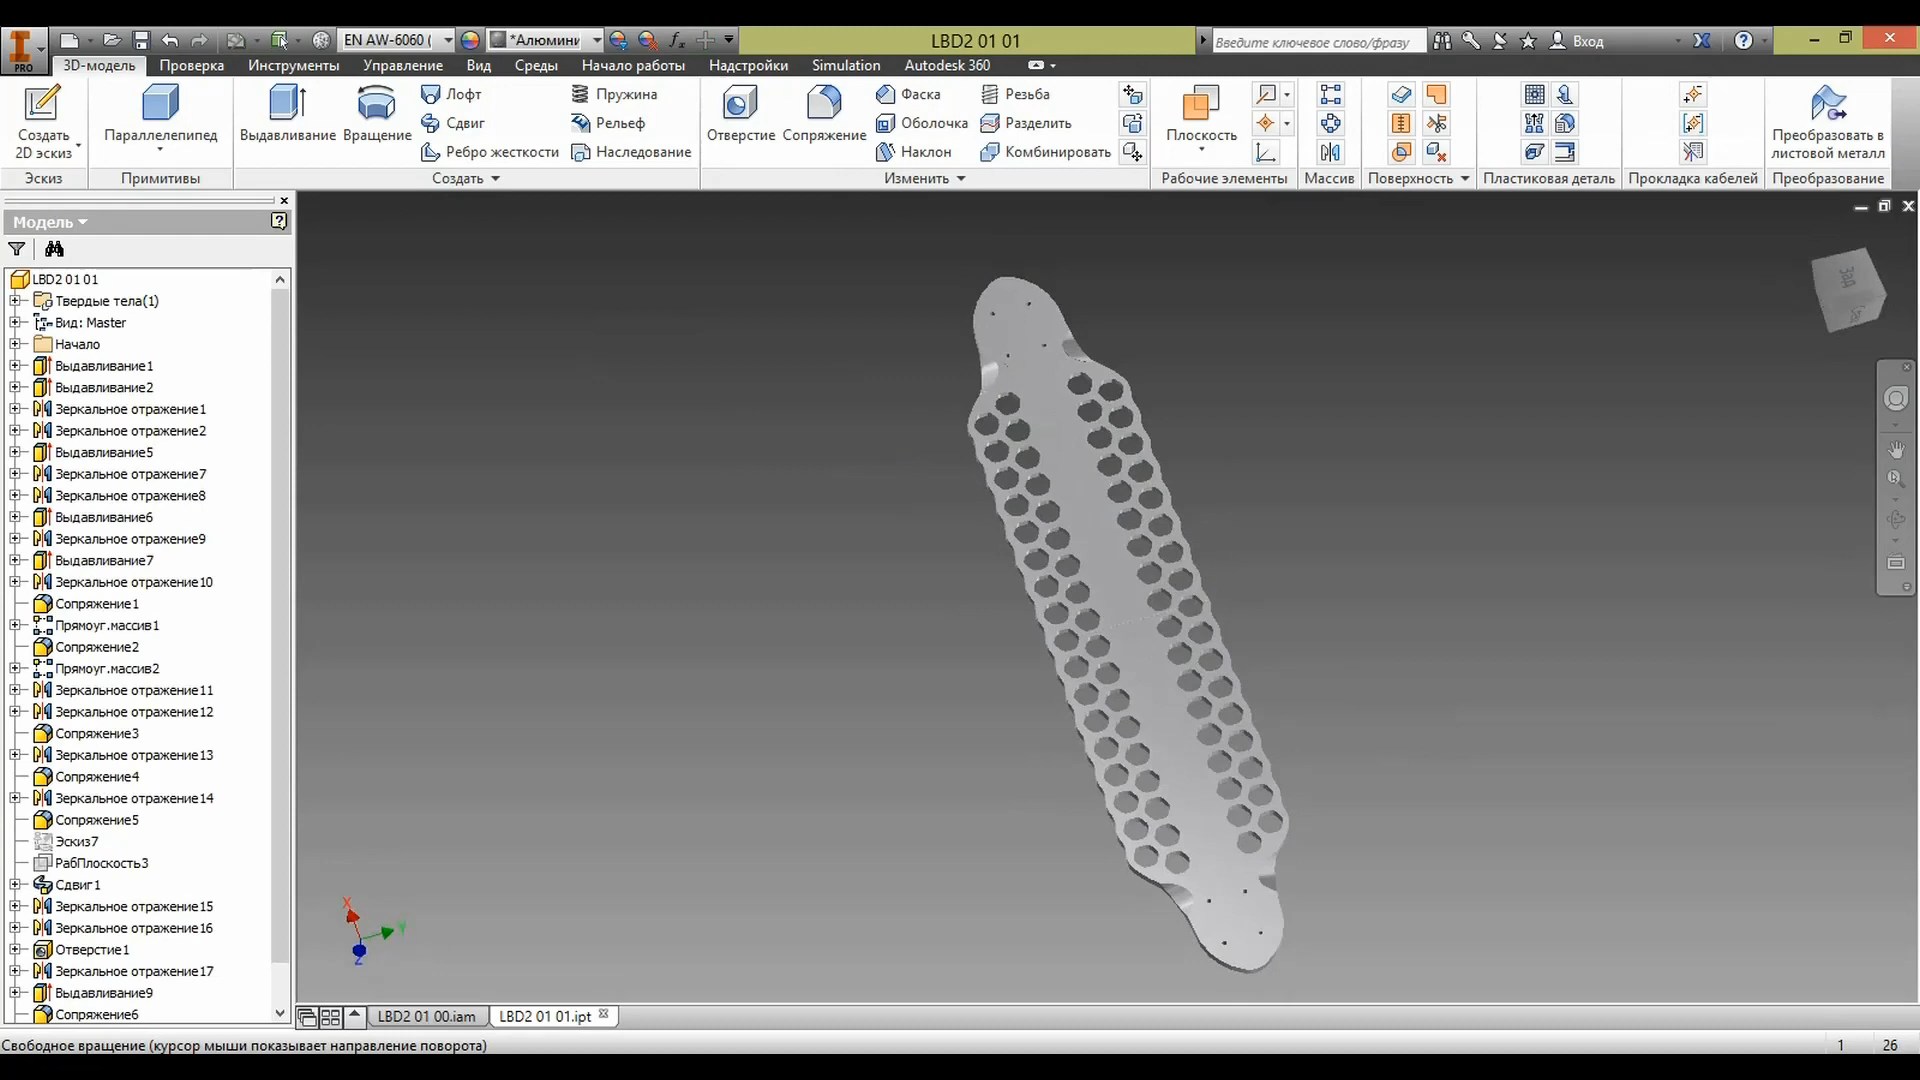 EN AW-6060 (
*Алюмини
LBD2 01 01
Введите ключевое слово/фразу
Вход
PRO
3D-модель
Проверка
Инструменты
Управление
Вид
Среды
Начало работы
Надстройки
Simulation
Autodesk 360
Создать
2D эскиз
Параллелепипед
Выдавливание
Вращение
Лофт
Сдвиг
Ребро жесткости
Пружина
Рельеф
Наследование
Отверстие
Сопряжение
Фаска
Оболочка
Наклон
Резьба
Разделить
Комбинировать
Плоскость
Преобразовать в
листовой металл
Эскиз
Примитивы
Создать
Изменить
Рабочие элементы
Массив
Поверхность
Пластиковая деталь
Прокладка кабелей
Преобразование
Модель
LBD2 01 01
Твердые тела(1)
Вид: Master
Начало
Выдавливание1
Выдавливание2
Зеркальное отражение1
Зеркальное отражение2
Выдавливание5
Зеркальное отражение7
Зеркальное отражение8
Выдавливание6
Зеркальное отражение9
Выдавливание7
Зеркальное отражение10
Сопряжение1
Прямоуг.массив1
Сопряжение2
Прямоуг.массив2
Зеркальное отражение11
Зеркальное отражение12
Сопряжение3
Зеркальное отражение13
Сопряжение4
Зеркальное отражение14
Сопряжение5
Эскиз7
РабПлоскость3
Сдвиг1
Зеркальное отражение15
Зеркальное отражение16
Отверстие1
Зеркальное отражение17
Выдавливание9
Сопряжение6
Зад
X
Y
Z
LBD2 01 00.iam
LBD2 01 01.ipt
Свободное вращение (курсор мыши показывает направление поворота)
1
26